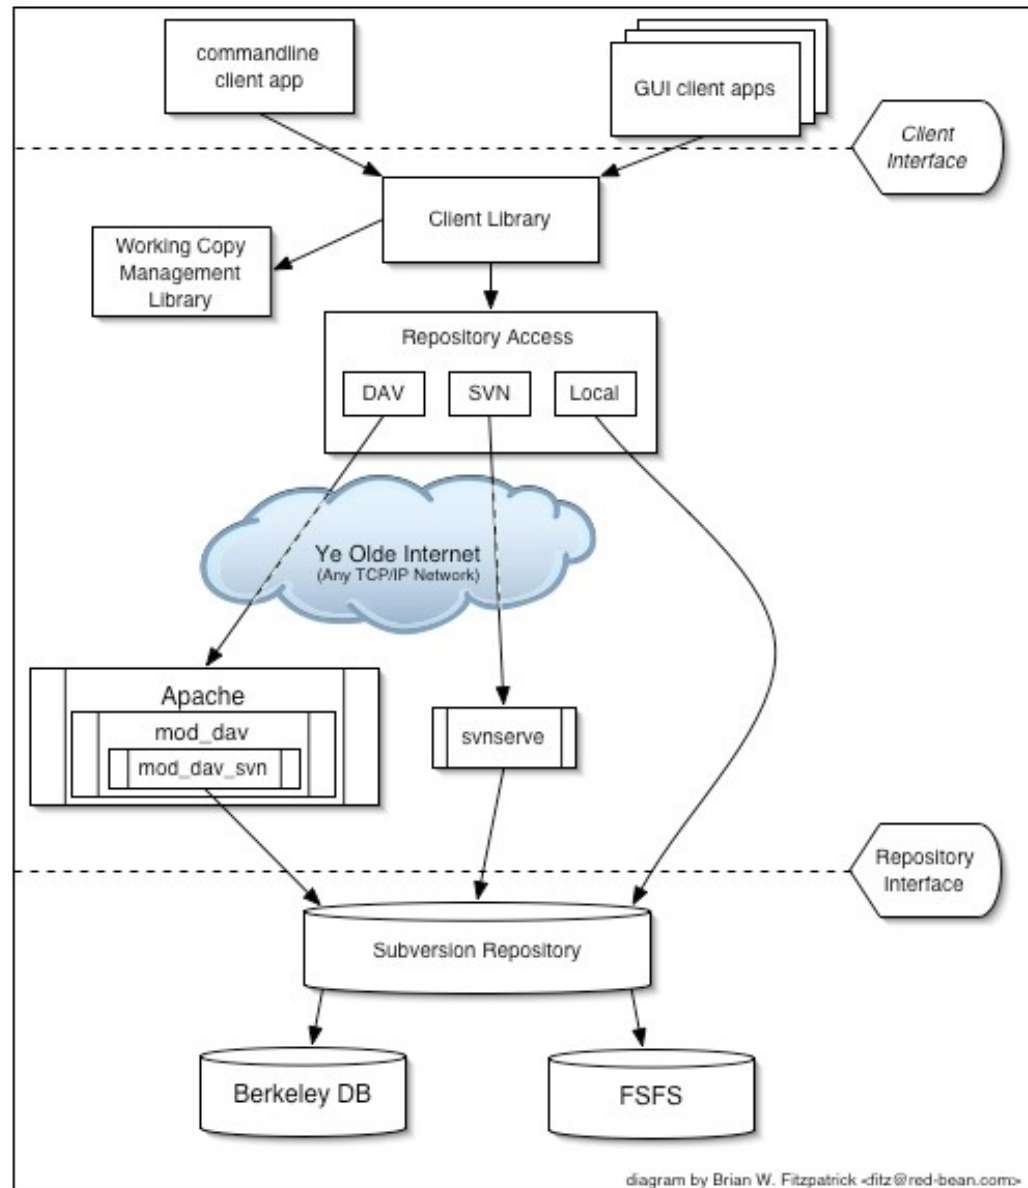 commandline
client app
GUI client apps
Client
Interface
Client Library
Working Copy
Management
Library
Repository Access
DAV
SVN
Local
Ye Olde Internet
(Any TCP/IP Network)
Apache
mod_dav
mod_dav_svn
svnserve
Repository
Interface
Subversion Repository
Berkeley DB
FSFS
diagram by Brian W. Fitzpatrick <fitz@red-bean.com>